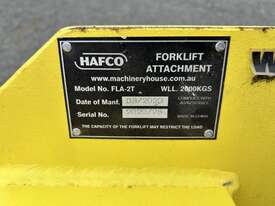 HAFCO
FORKLIFT
ATTACHMENT
www.machineryhouse.com.au
Model No. FLA-2T WLL. 2000KGS
Date of Manf.
Serial No.
THE CAPACITY OF THE FORKLIFT MAY RESTRICT THE LOAD
W